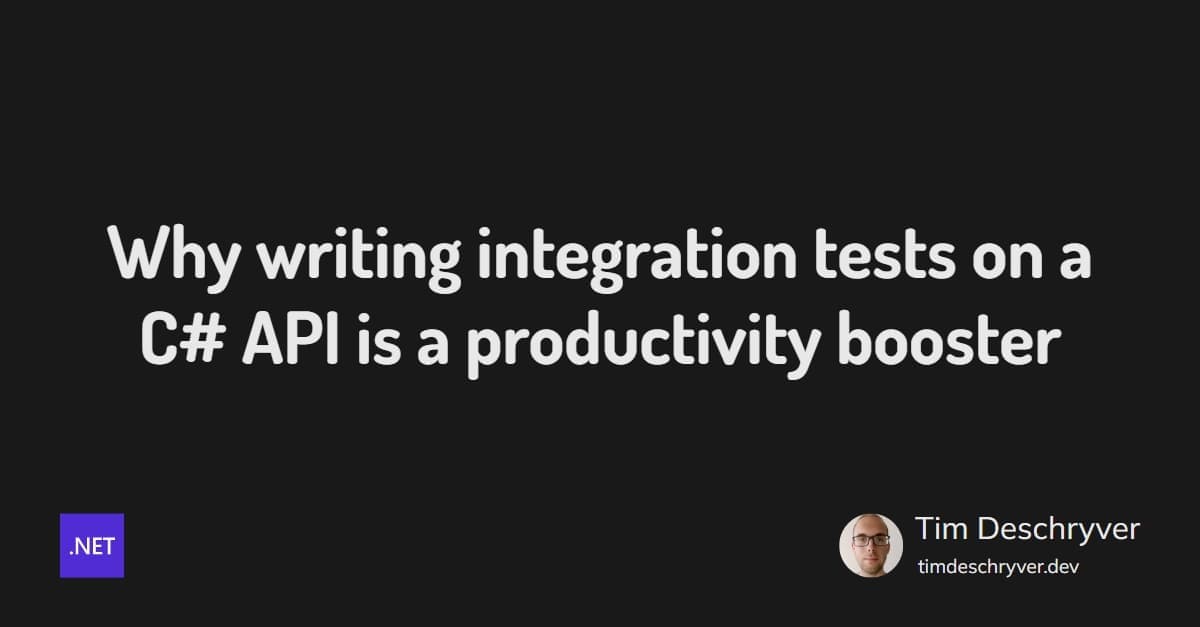 Why writing integration tests on a
C# API is a productivity booster
.NET
Tim Deschryver
timdeschryver.dev